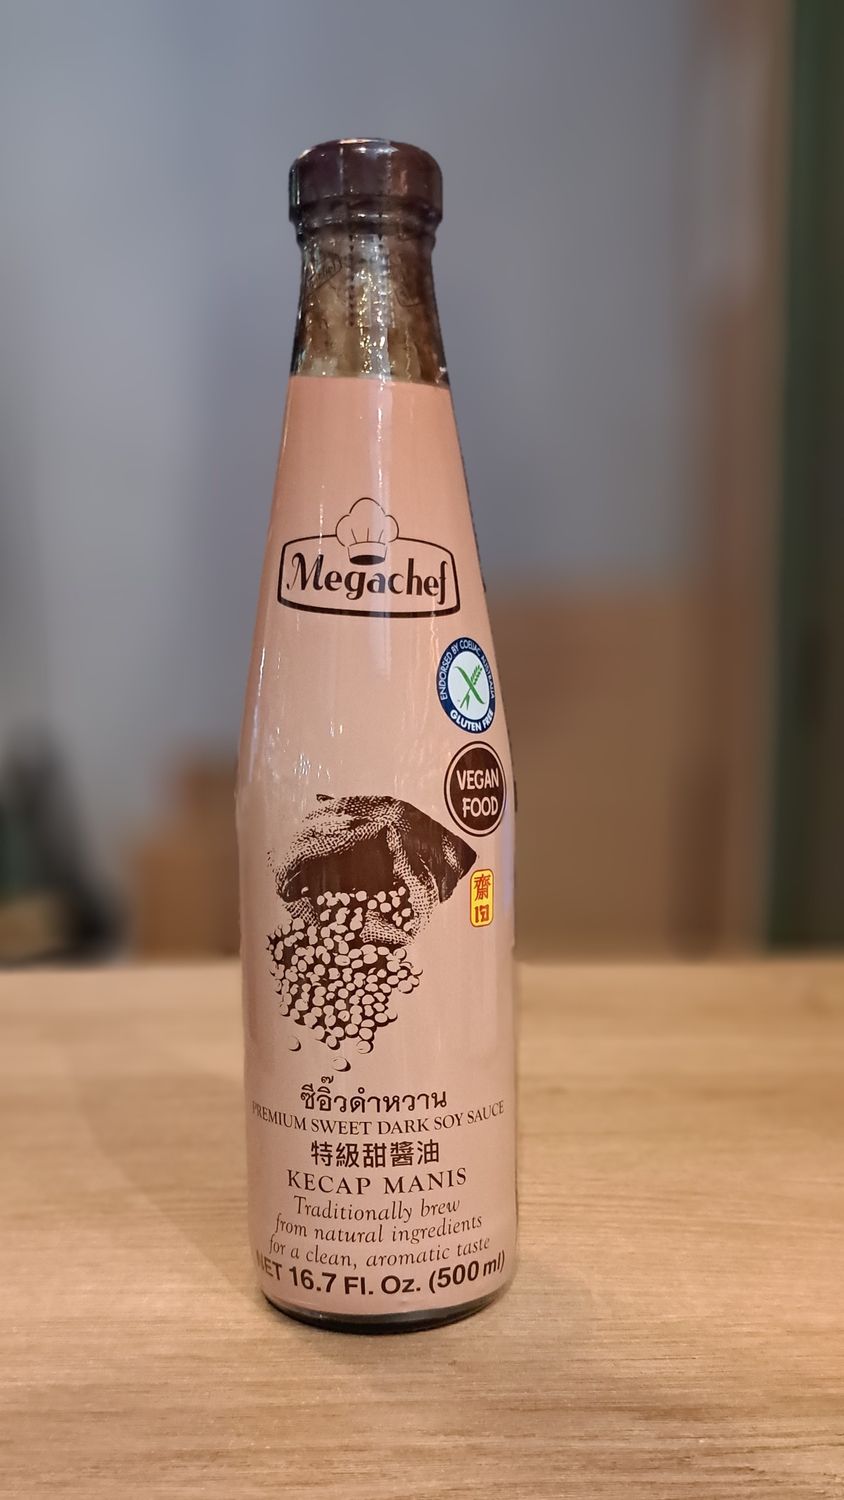 Megachef
ENDORSED BY COELIAC AUSTRALIA
GLUTEN FREE
VEGAN
FOOD
齋
เจ
ซีอิ๊วดำหวาน
PREMIUM SWEET DARK SOY SAUCE
特級甜醬油
KECAP MANIS
Traditionally brew
from natural ingredients
for a clean, aromatic taste
NET 16.7 Fl. Oz. (500 ml)